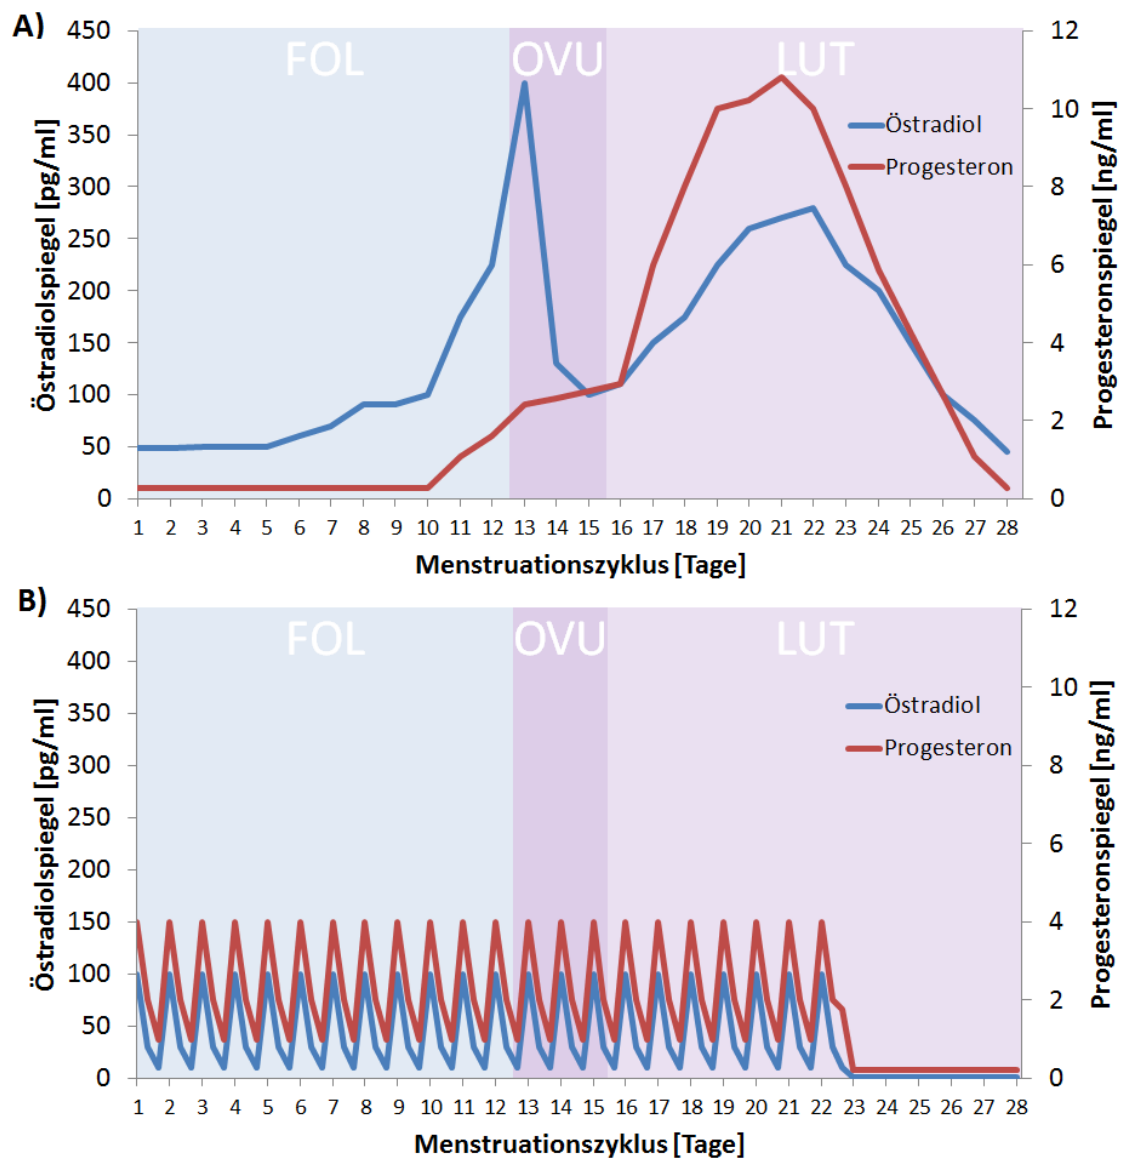 A)
FOL OVU LUT
Östradiolspiegel [pg/ml]
450
400
350
300
250
200
150
100
50
0
Östradiol
Progesteron
Progesteronspiegel [ng/ml]
12
10
8
6
4
2
0
1 2 3 4 5 6 7 8 9 10 11 12 13 14 15 16 17 18 19 20 21 22 23 24 25 26 27 28
Menstruationszyklus [Tage]
B)
FOL OVU LUT
Östradiolspiegel [pg/ml]
450
400
350
300
250
200
150
100
50
0
Östradiol
Progesteron
Progesteronspiegel [ng/ml]
12
10
8
6
4
2
0
1 2 3 4 5 6 7 8 9 10 11 12 13 14 15 16 17 18 19 20 21 22 23 24 25 26 27 28
Menstruationszyklus [Tage]